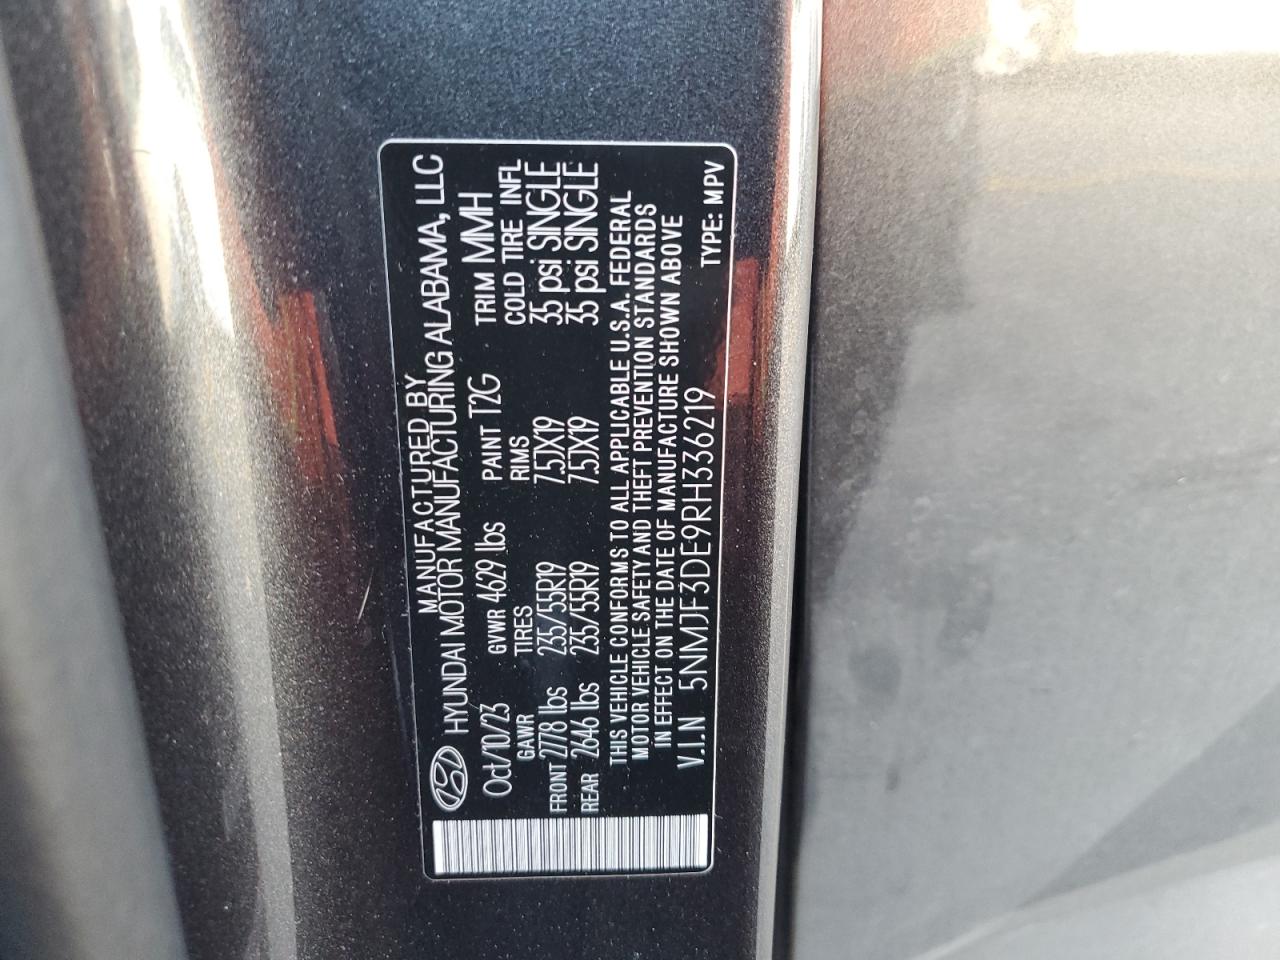 MANUFACTURED BY
HYUNDAI MOTOR MANUFACTURING ALABAMA, LLC
Oct/10/23 GVWR 4629 lbs PAINT T2G TRIM MMH
GAWR TIRES RIMS COLD TIRE INFL
FRONT 2778 lbs 235/55R19 7.5JX19 35 psi SINGLE
REAR 2646 lbs 235/55R19 7.5JX19 35 psi SINGLE
THIS VEHICLE CONFORMS TO ALL APPLICABLE U.S.A. FEDERAL
MOTOR VEHICLE SAFETY AND THEFT PREVENTION STANDARDS
IN EFFECT ON THE DATE OF MANUFACTURE SHOWN ABOVE
V.I.N 5NMJF3DE9RH336219 TYPE: MPV